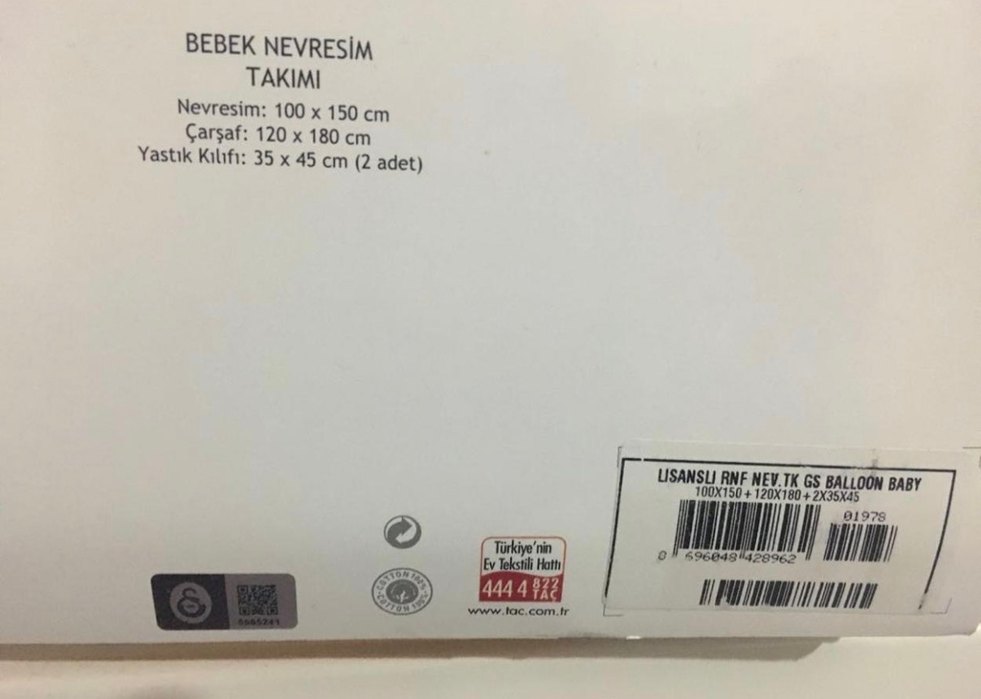 BEBEK NEVRESİM
TAKIMI
Nevresim: 100 x 150 cm
Çarşaf: 120 x 180 cm
Yastık Kılıfı: 35 x 45 cm (2 adet)
LISANSLI RNF NEV.TK GS BALLOON BABY
100X150+120X180+2X35X45
01978
8 696048 428962
Türkiye'nin
Ev Tekstili Hattı
444 4 822
TAÇ
www.tac.com.tr
COTTON 100%